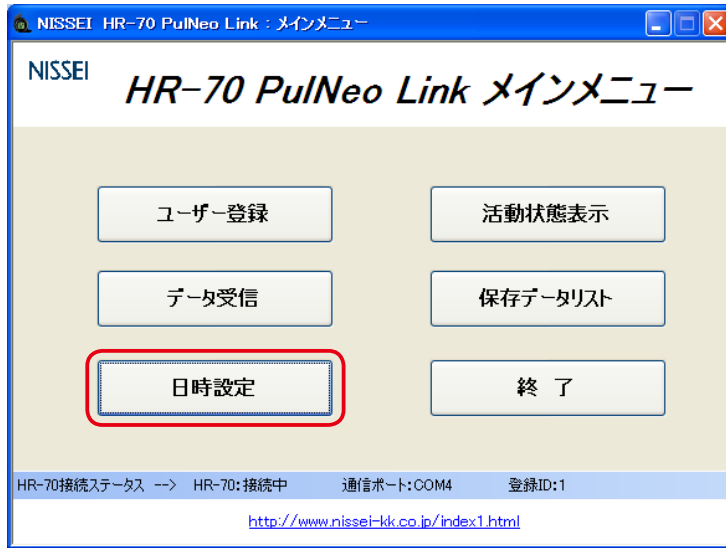 NISSEI HR-70 PulNeo Link：メインメニュー
NISSEI
HR-70 PulNeo Link メインメニュー
ユーザー登録
活動状態表示
データ受信
保存データリスト
日時設定
終 了
HR-70接続ステータス --> HR-70:接続中 通信ポート:COM4 登録ID:1
http://www.nissei-kk.co.jp/index1.html